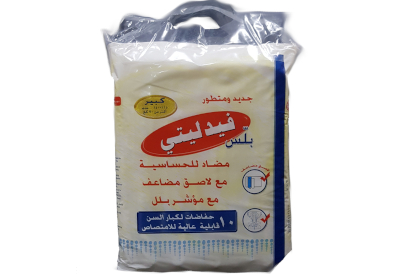 جديد ومتطور
كبير
فيدليتي
بلس
مضاد للحساسية
مع لاصق مضاعف
مع مؤشر بلل
١٠ حفاضات لكبار السن
قابلية عالية للامتصاص